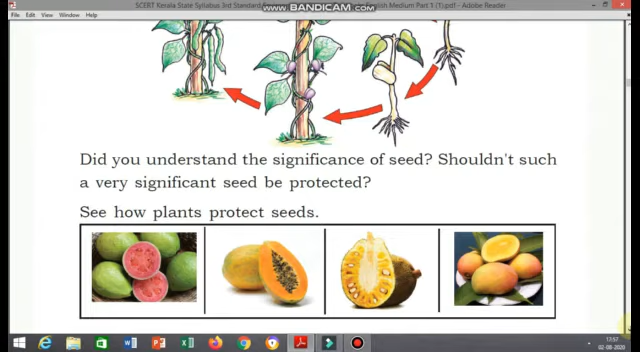 SCERT Kerala State Syllabus 3rd Standard
WWW.BANDICAM.COM
lish Medium Part 1 (1).pdf - Adobe Reader
File Edit View Window Help
Did you understand the significance of seed? Shouldn't such
a very significant seed be protected?
See how plants protect seeds.
17:57
02-08-2020